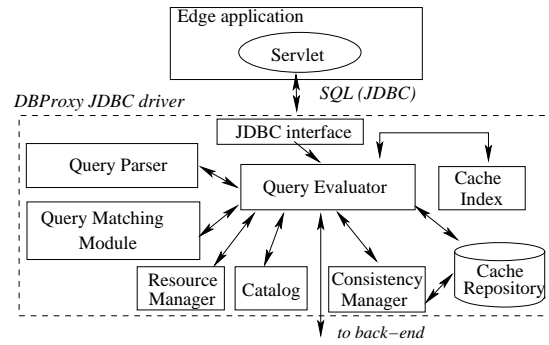 Edge application
Servlet
SQL (JDBC)
DBProxy JDBC driver
JDBC interface
Query Parser
Query Evaluator
Cache
Index
Query Matching
Module
Resource
Manager
Catalog
Consistency
Manager
Cache
Repository
to back−end